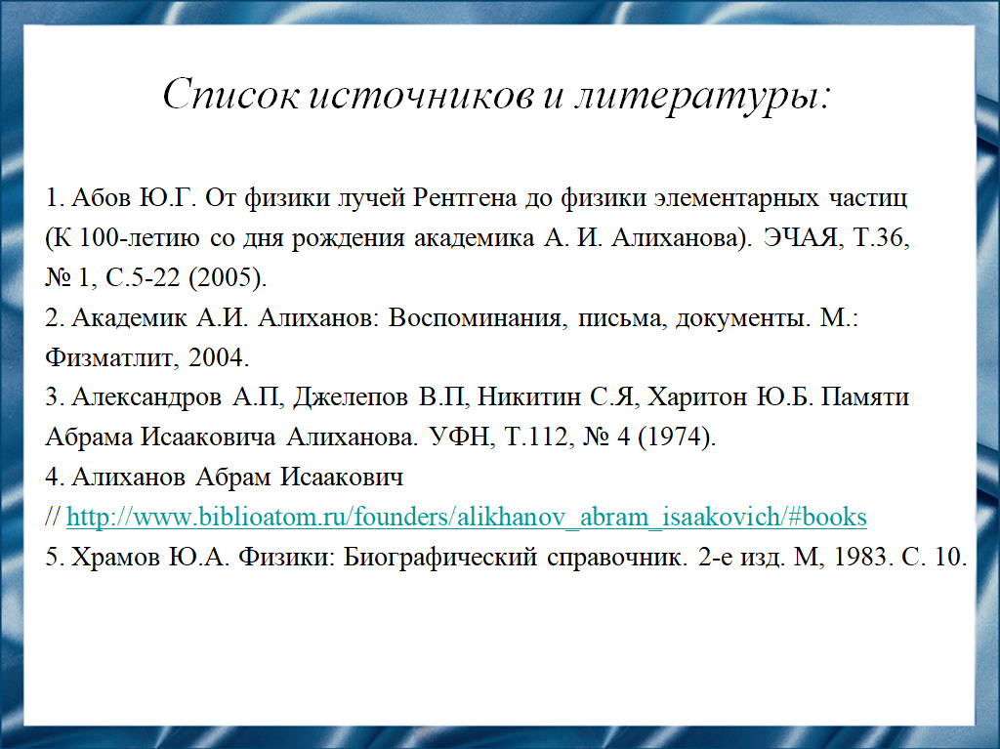 Список источников и литературы:
1. Абов Ю.Г. От физики лучей Рентгена до физики элементарных частиц
(К 100-летию со дня рождения академика А. И. Алиханова). ЭЧАЯ, Т.36,
№ 1, С.5-22 (2005).
2. Академик А.И. Алиханов: Воспоминания, письма, документы. М.:
Физматлит, 2004.
3. Александров А.П, Джелепов В.П, Никитин С.Я, Харитон Ю.Б. Памяти
Абрама Исааковича Алиханова. УФН, Т.112, № 4 (1974).
4. Алиханов Абрам Исаакович
// http://www.biblioatom.ru/founders/alikhanov_abram_isaakovich/#books
5. Храмов Ю.А. Физики: Биографический справочник. 2-е изд. М, 1983. С. 10.